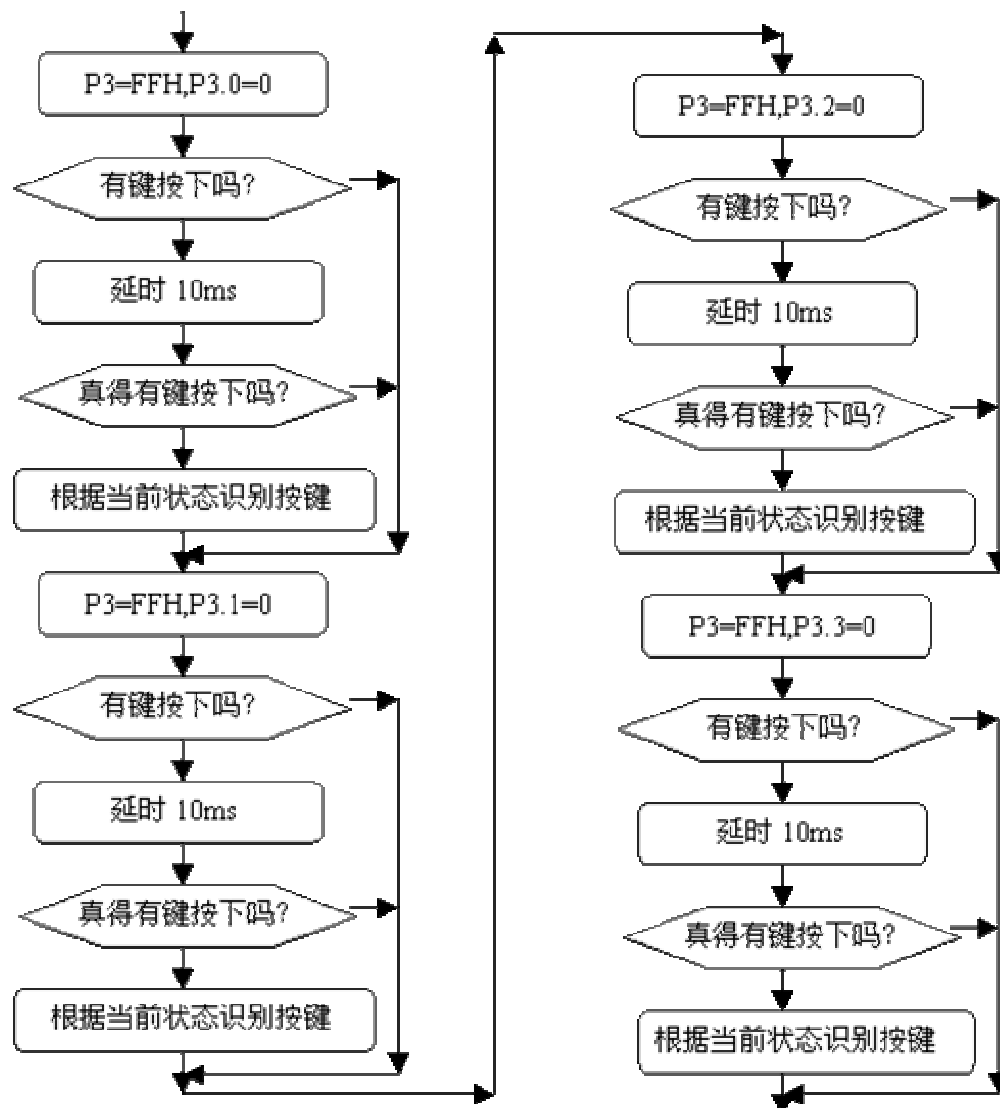 P3=FFH,P3.0=0
有键按下吗?
延时 10ms
真得有键按下吗?
根据当前状态识别按键
P3=FFH,P3.1=0
有键按下吗?
延时 10ms
真得有键按下吗?
根据当前状态识别按键
P3=FFH,P3.2=0
有键按下吗?
延时 10ms
真得有键按下吗?
根据当前状态识别按键
P3=FFH,P3.3=0
有键按下吗?
延时 10ms
真得有键按下吗?
根据当前状态识别按键